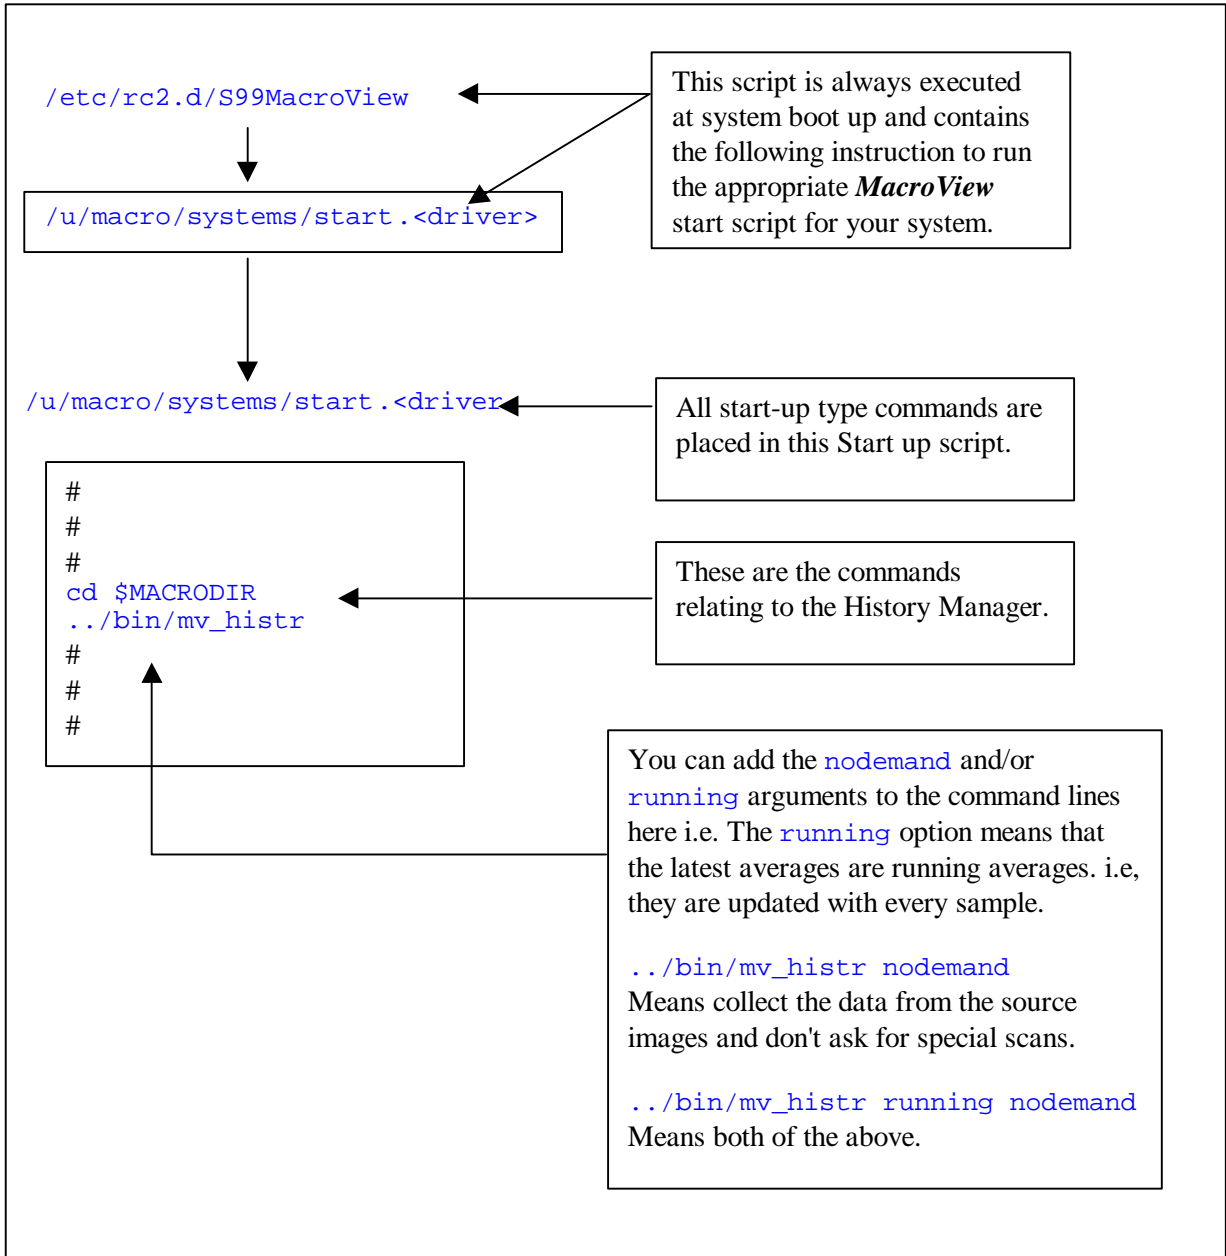 /etc/rc2.d/S99MacroView
This script is always executed
at system boot up and contains
the following instruction to run
the appropriate MacroView
start script for your system.
/u/macro/systems/start.<driver>
/u/macro/systems/start.<driver
All start-up type commands are
placed in this Start up script.
#
#
#
cd $MACRODIR
../bin/mv_histr
#
#
#
These are the commands
relating to the History Manager.
You can add the nodemand and/or
running arguments to the command lines
here i.e. The running option means that
the latest averages are running averages. i.e,
they are updated with every sample.
../bin/mv_histr nodemand
Means collect the data from the source
images and don't ask for special scans.
../bin/mv_histr running nodemand
Means both of the above.